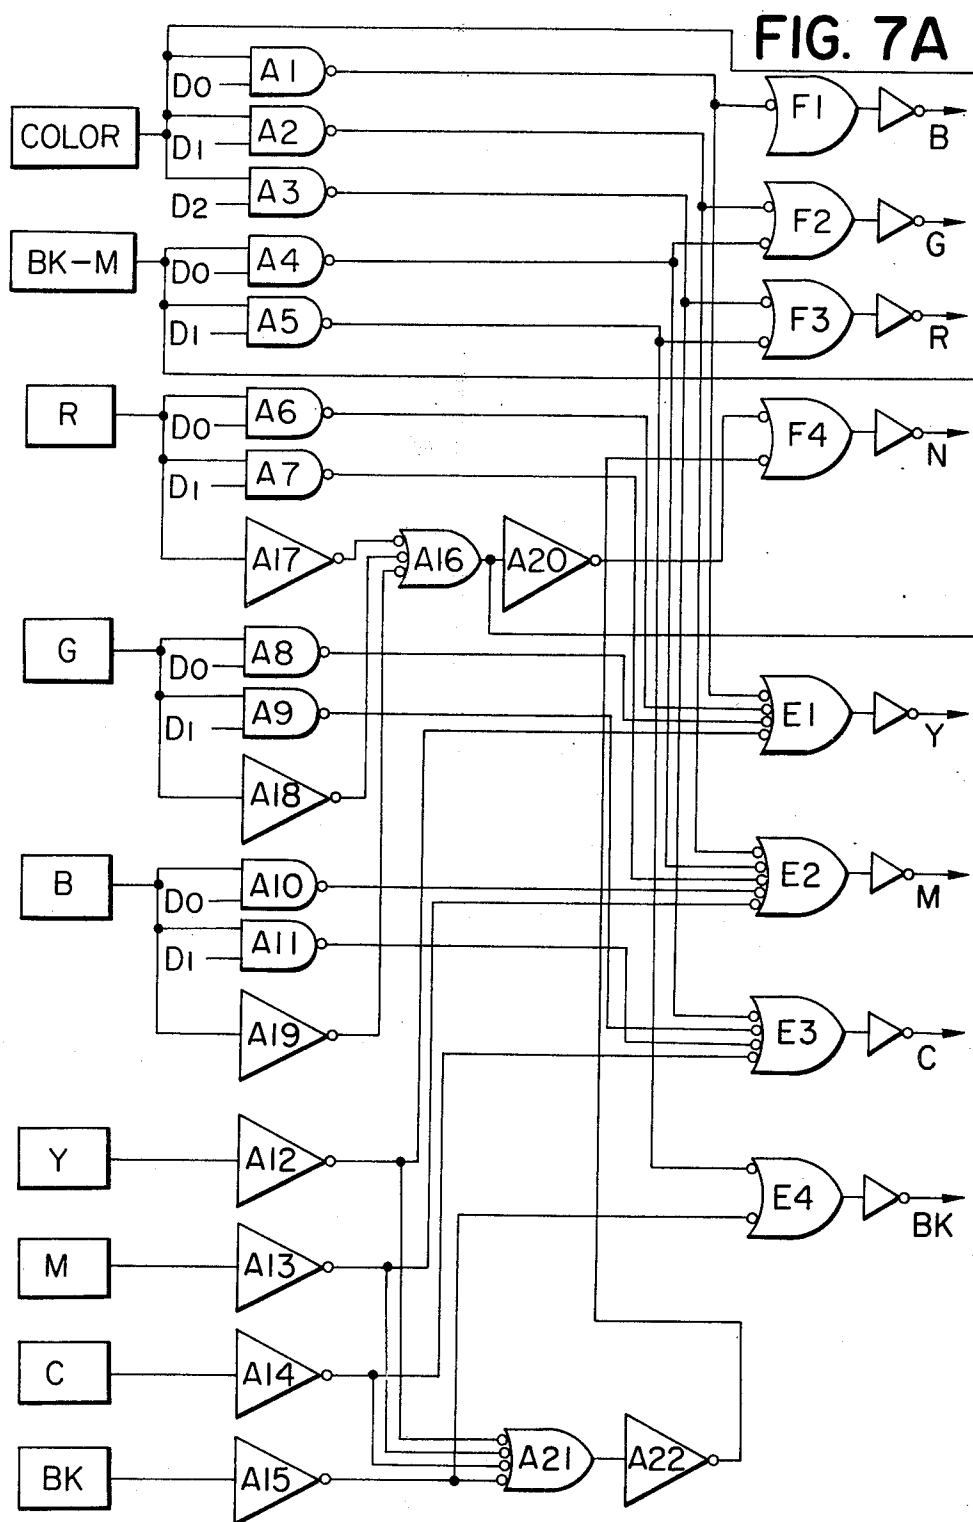 FIG. 7A
A1
D0
F1
B
COLOR
A2
D1
A3
D2
F2
G
BK-M
A4
D0
A5
D1
F3
R
R
A6
D0
F4
N
A7
D1
A17
A16
A20
G
A8
D0
A9
D1
E1
Y
A18
B
A10
D0
E2
M
A11
D1
A19
E3
C
Y
A12
E4
BK
M
A13
C
A14
A21
A22
BK
A15